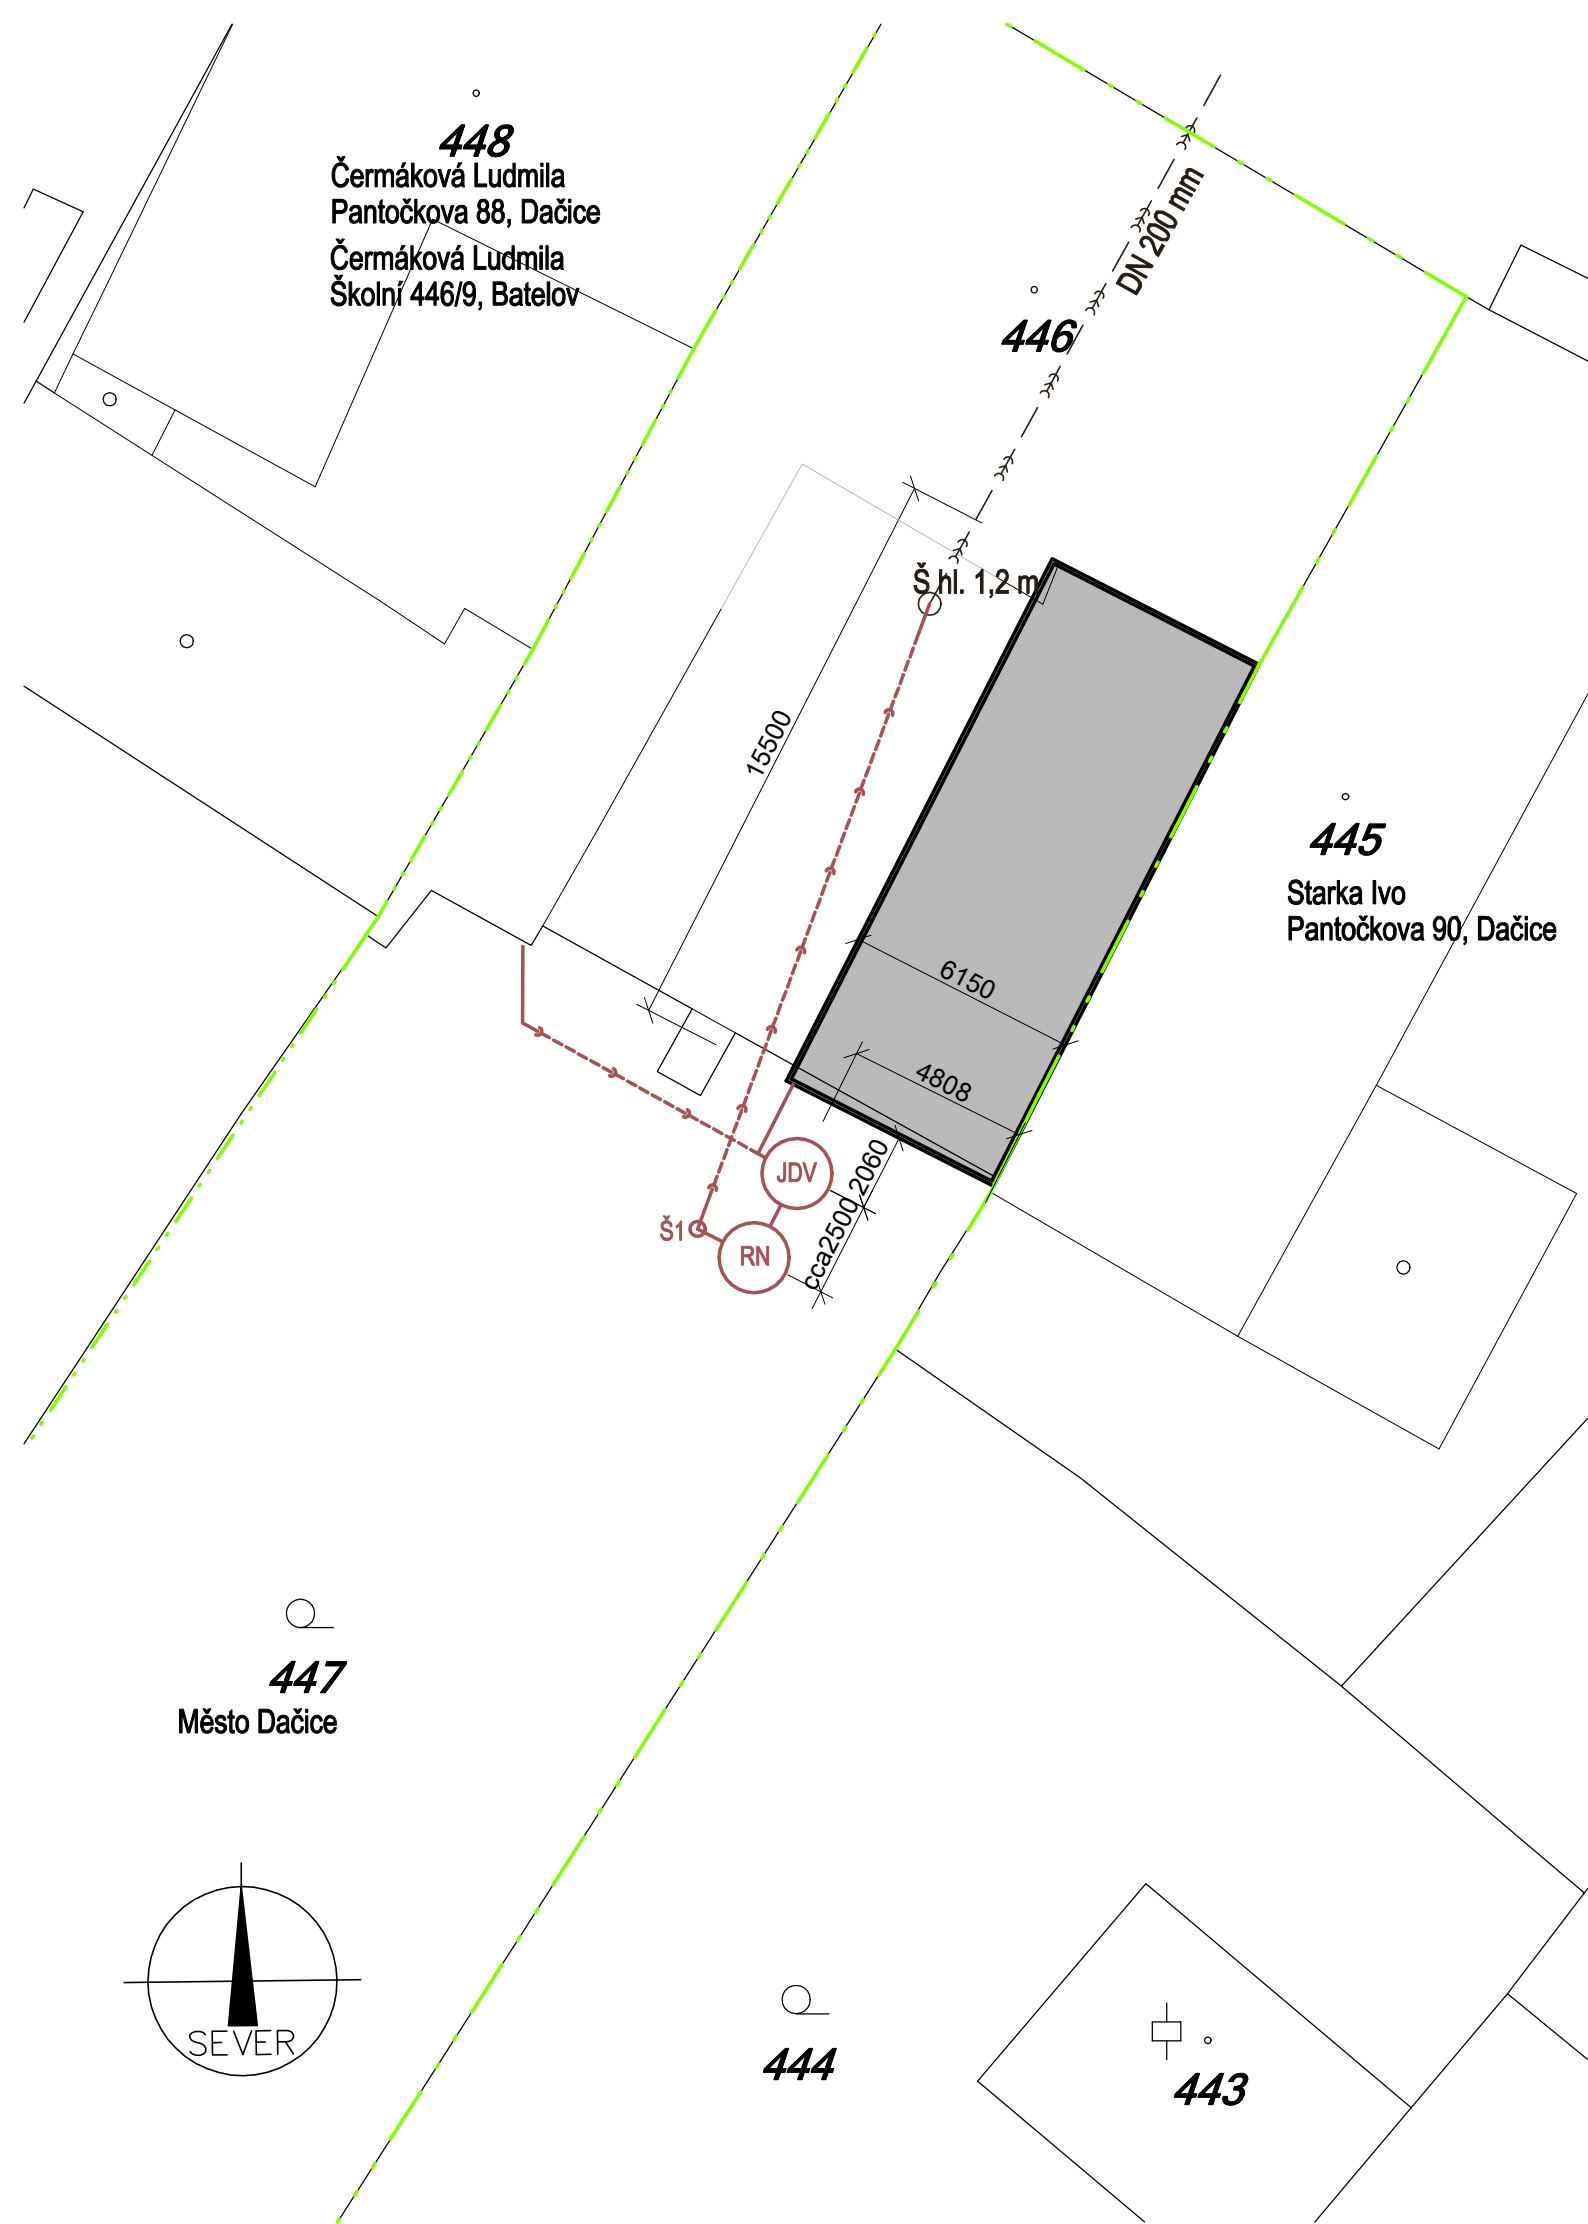 448
Čermáková Ludmila
Pantočkova 88, Dačice
Čermáková Ludmila
Školní 446/9, Batelov
DN 200 mm
446
Š hl. 1,2 m
15500
445
Starka Ivo
Pantočkova 90, Dačice
6150
4808
JDV
2060
cca2500
Š1
RN
447
Město Dačice
SEVER
444
443